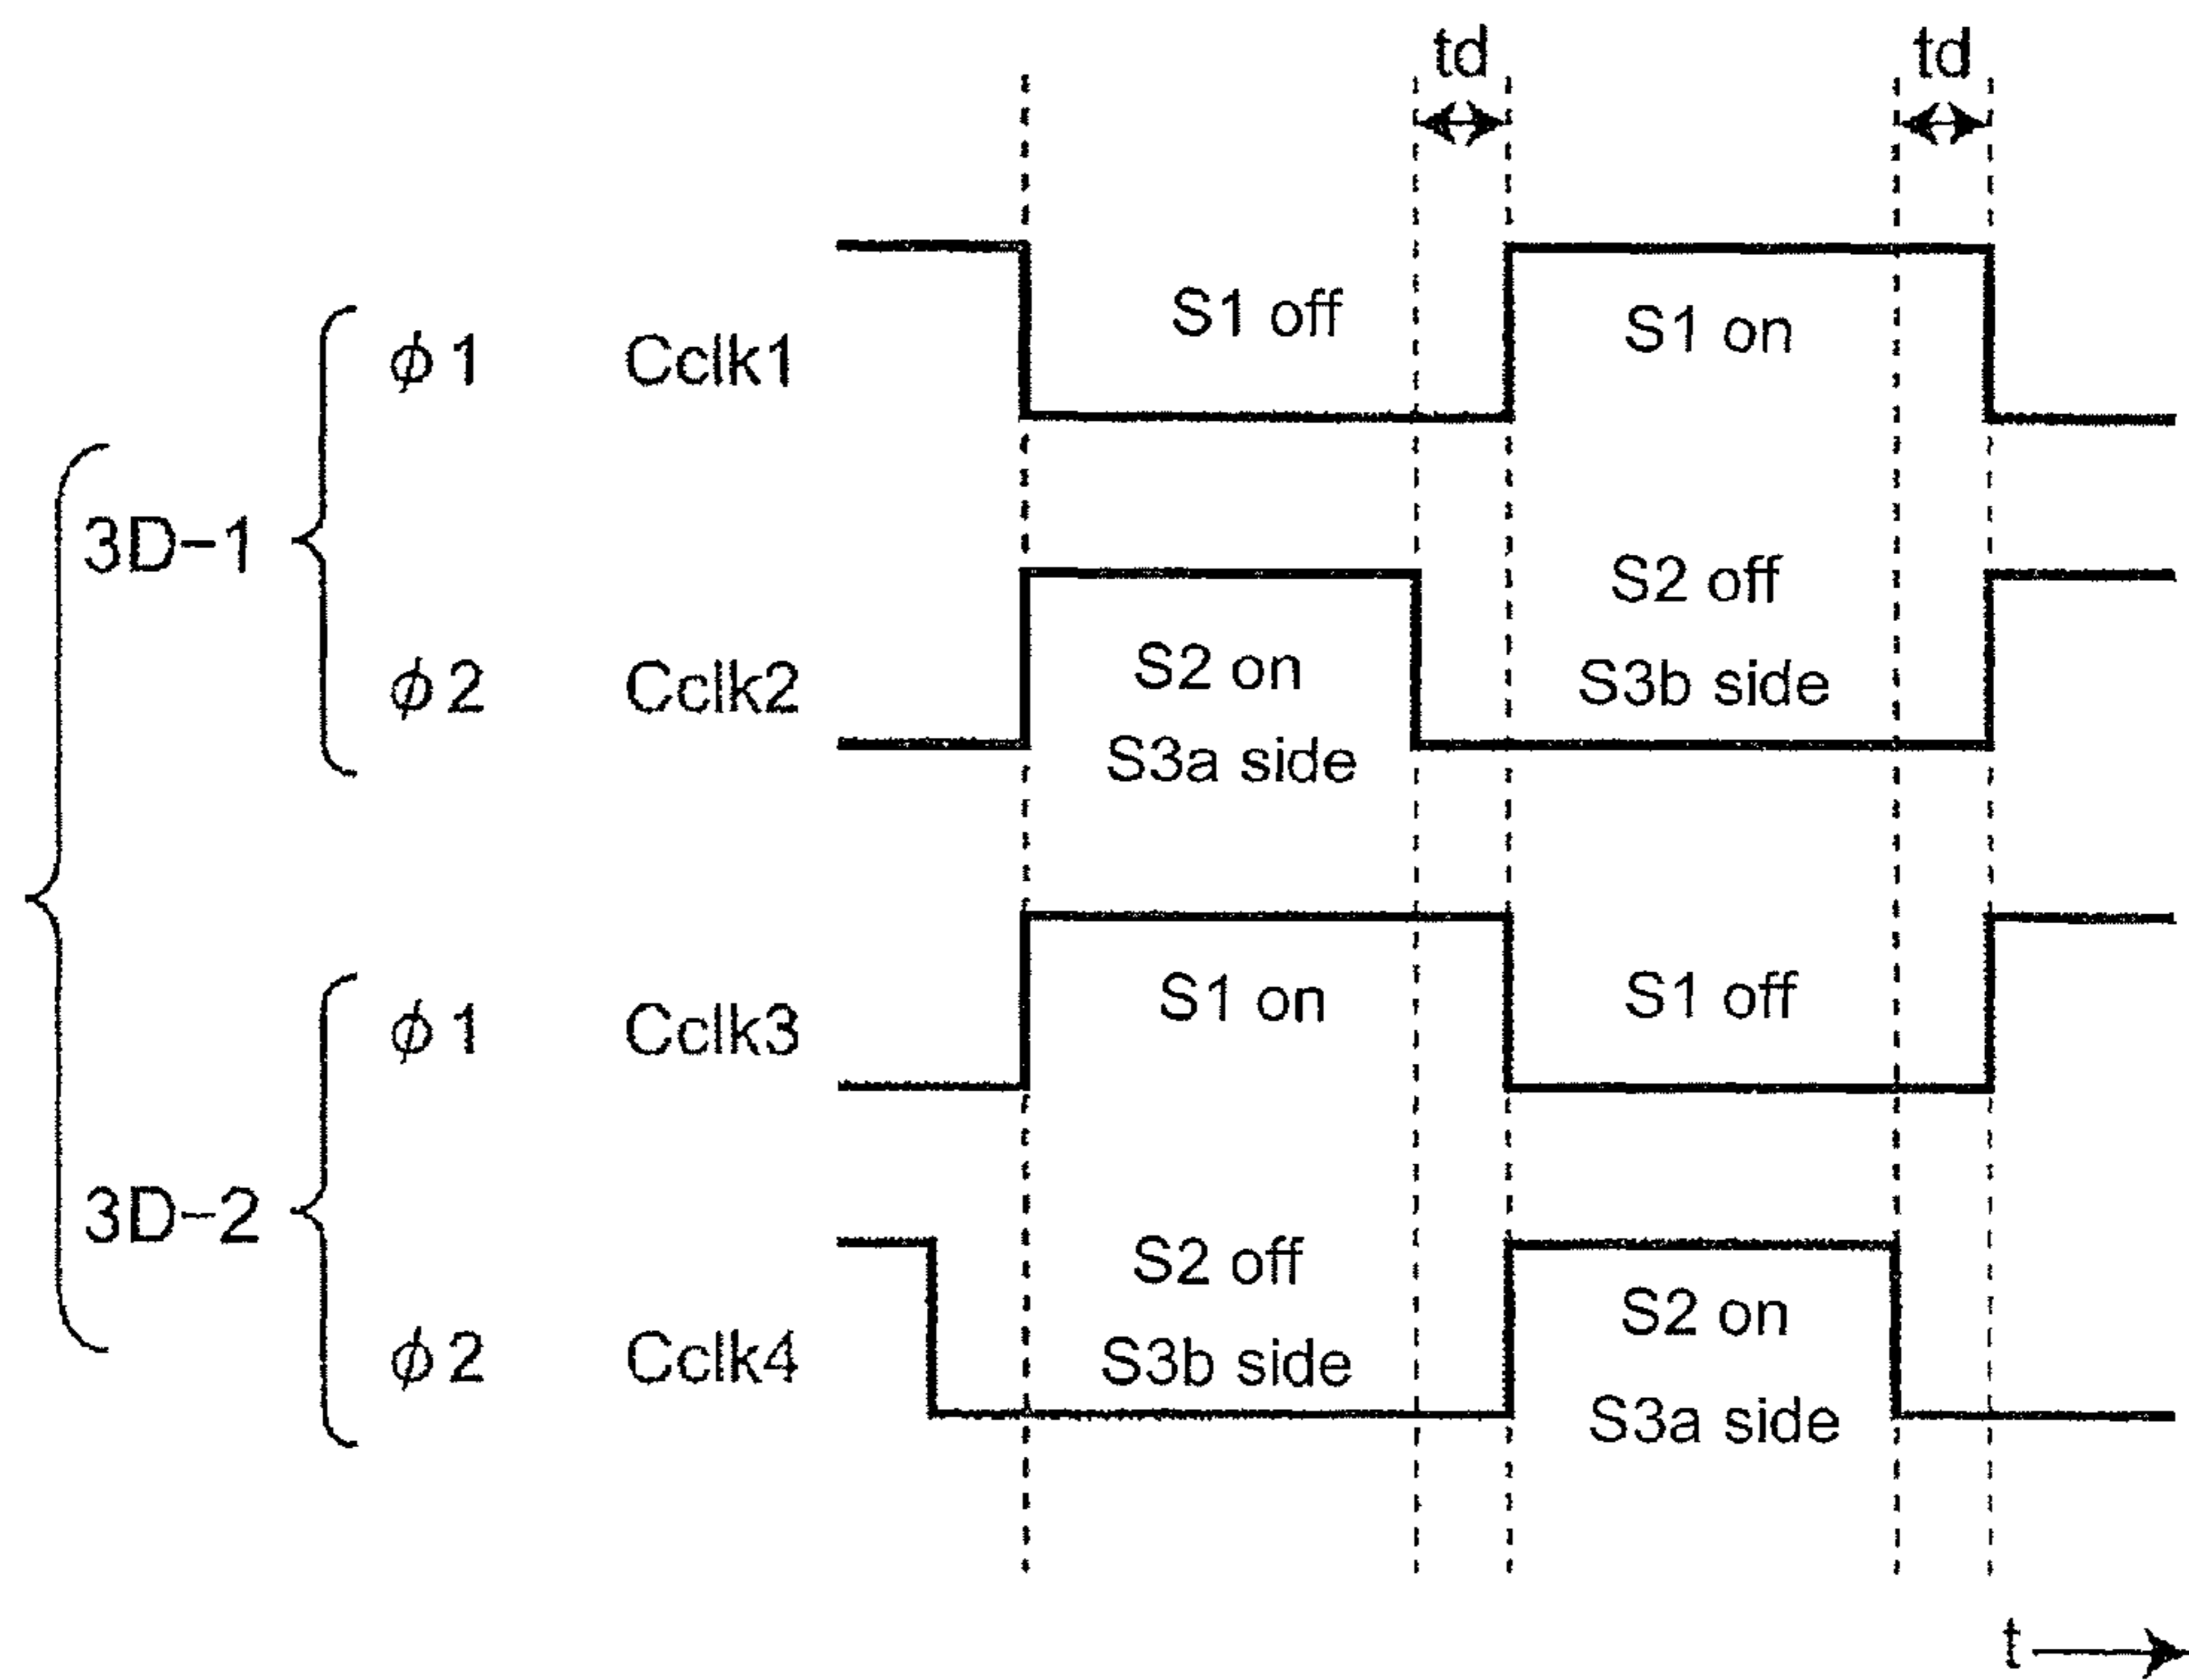 td td
S1 off S1 on
ϕ1 Cclk1
3D-1
S2 off
S2 on S3b side
ϕ2 Cclk2
S3a side
S1 on S1 off
ϕ1 Cclk3
3D-2
S2 off
S2 on
ϕ2 Cclk4 S3b side
S3a side
t